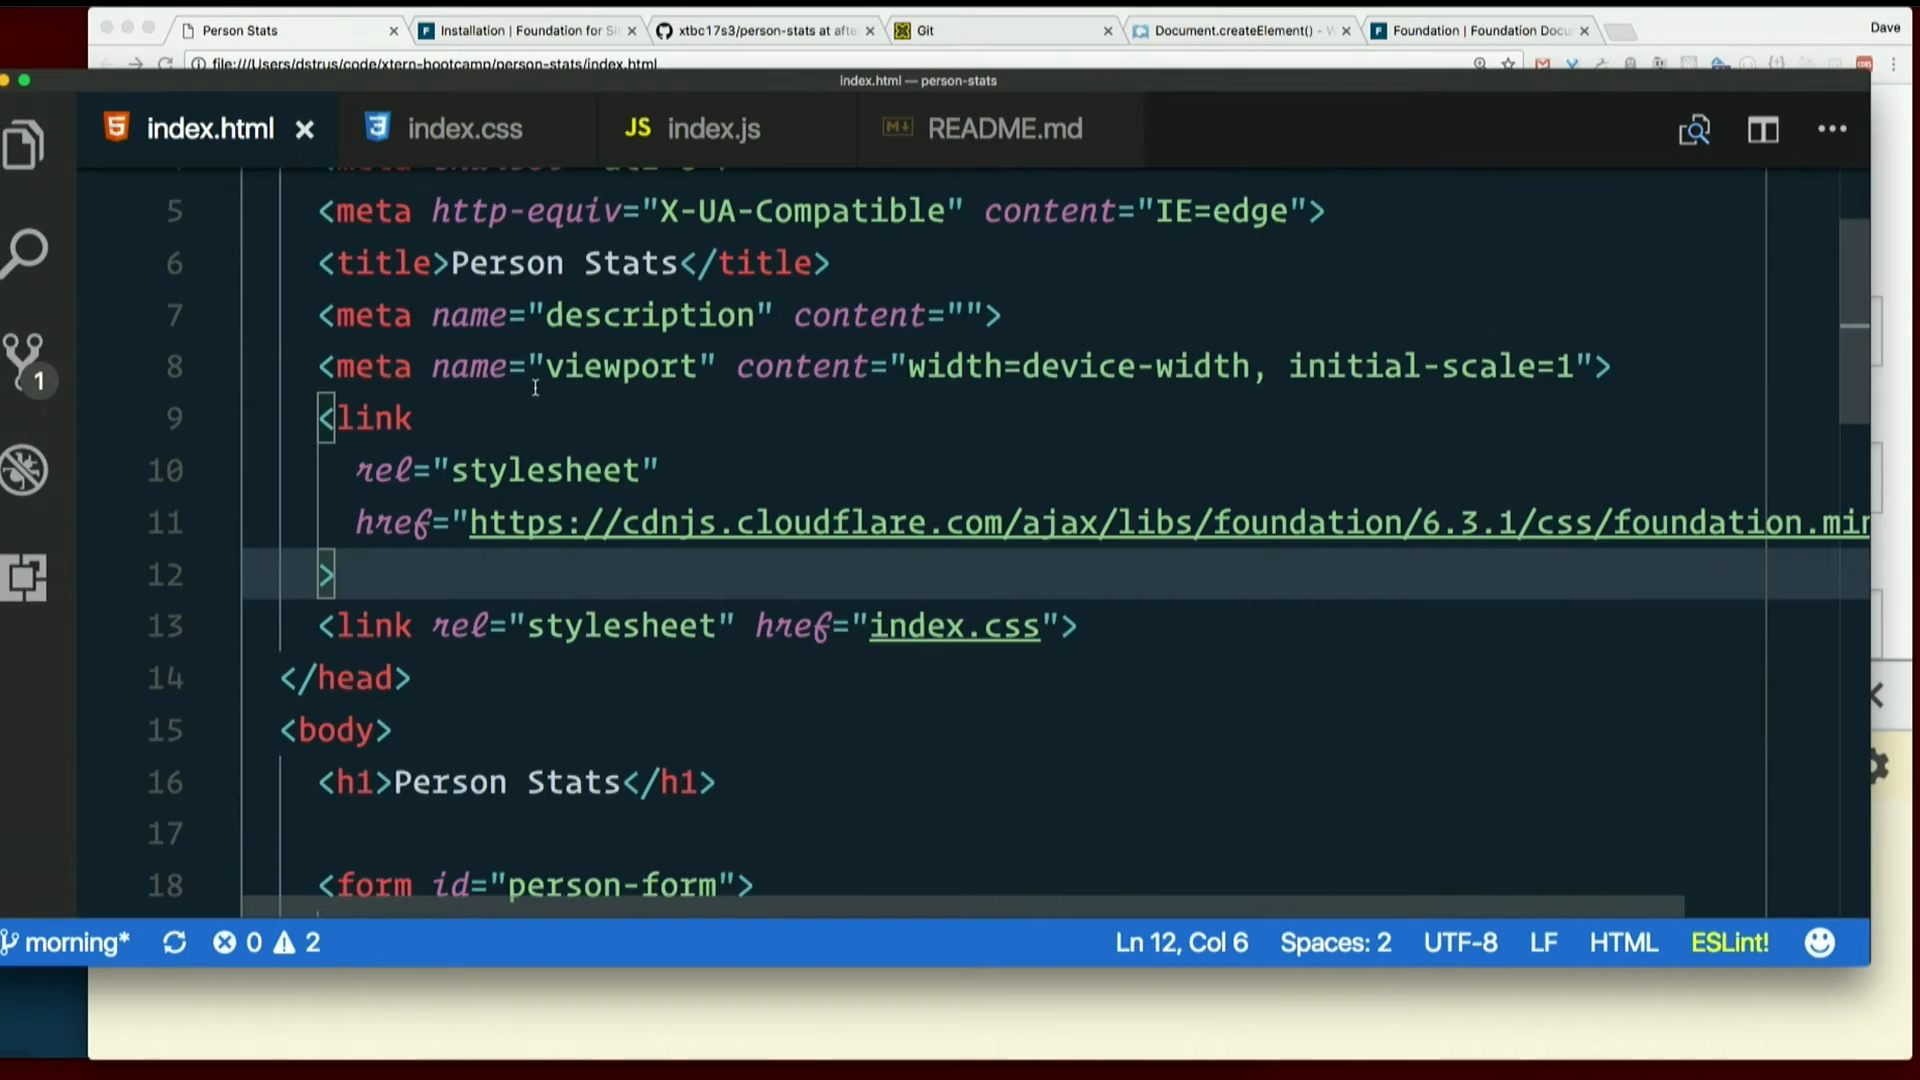 Person Stats
Installation | Foundation for Si
xtbc17s3/person-stats at afte
Git
Document.createElement() - W
Foundation | Foundation Docu
Dave
file:///Users/dstrus/code/xtern-bootcamp/person-stats/index.html
index.html — person-stats
index.html
index.css
JS index.js
README.md
5 <meta http-equiv="X-UA-Compatible" content="IE=edge">
6 <title>Person Stats</title>
7 <meta name="description" content="">
8 <meta name="viewport" content="width=device-width, initial-scale=1">
9 <link
10 rel="stylesheet"
11 href="https://cdnjs.cloudflare.com/ajax/libs/foundation/6.3.1/css/foundation.min
12 >
13 <link rel="stylesheet" href="index.css">
14 </head>
15 <body>
16 <h1>Person Stats</h1>
17
18 <form id="person-form">
1
morning* 0 2
Ln 12, Col 6 Spaces: 2 UTF-8 LF HTML ESLint!